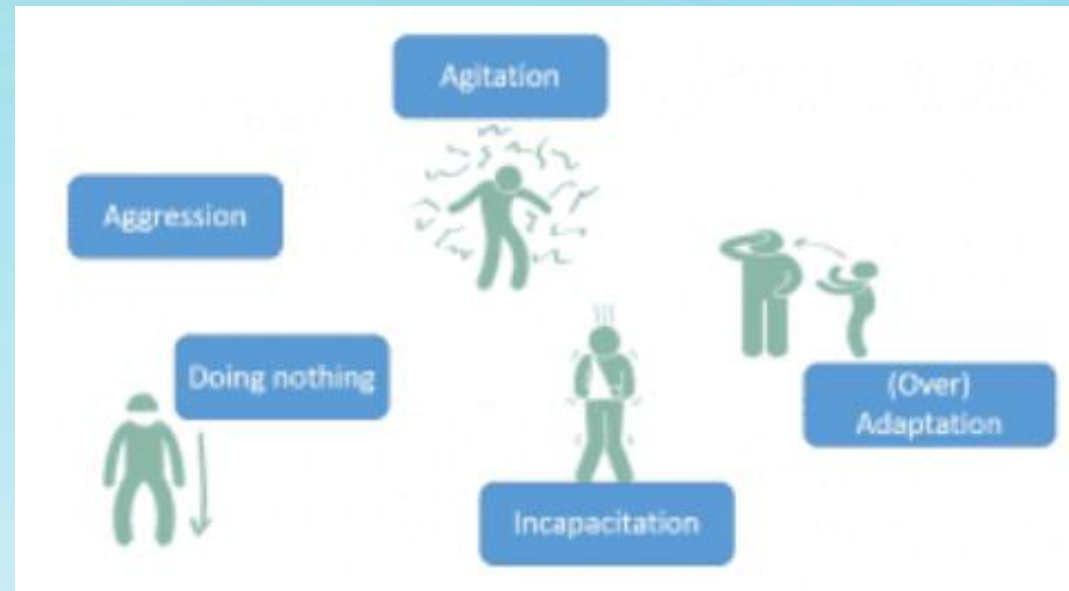 Agitation
Aggression
Doing nothing
(Over)
Adaptation
Incapacitation